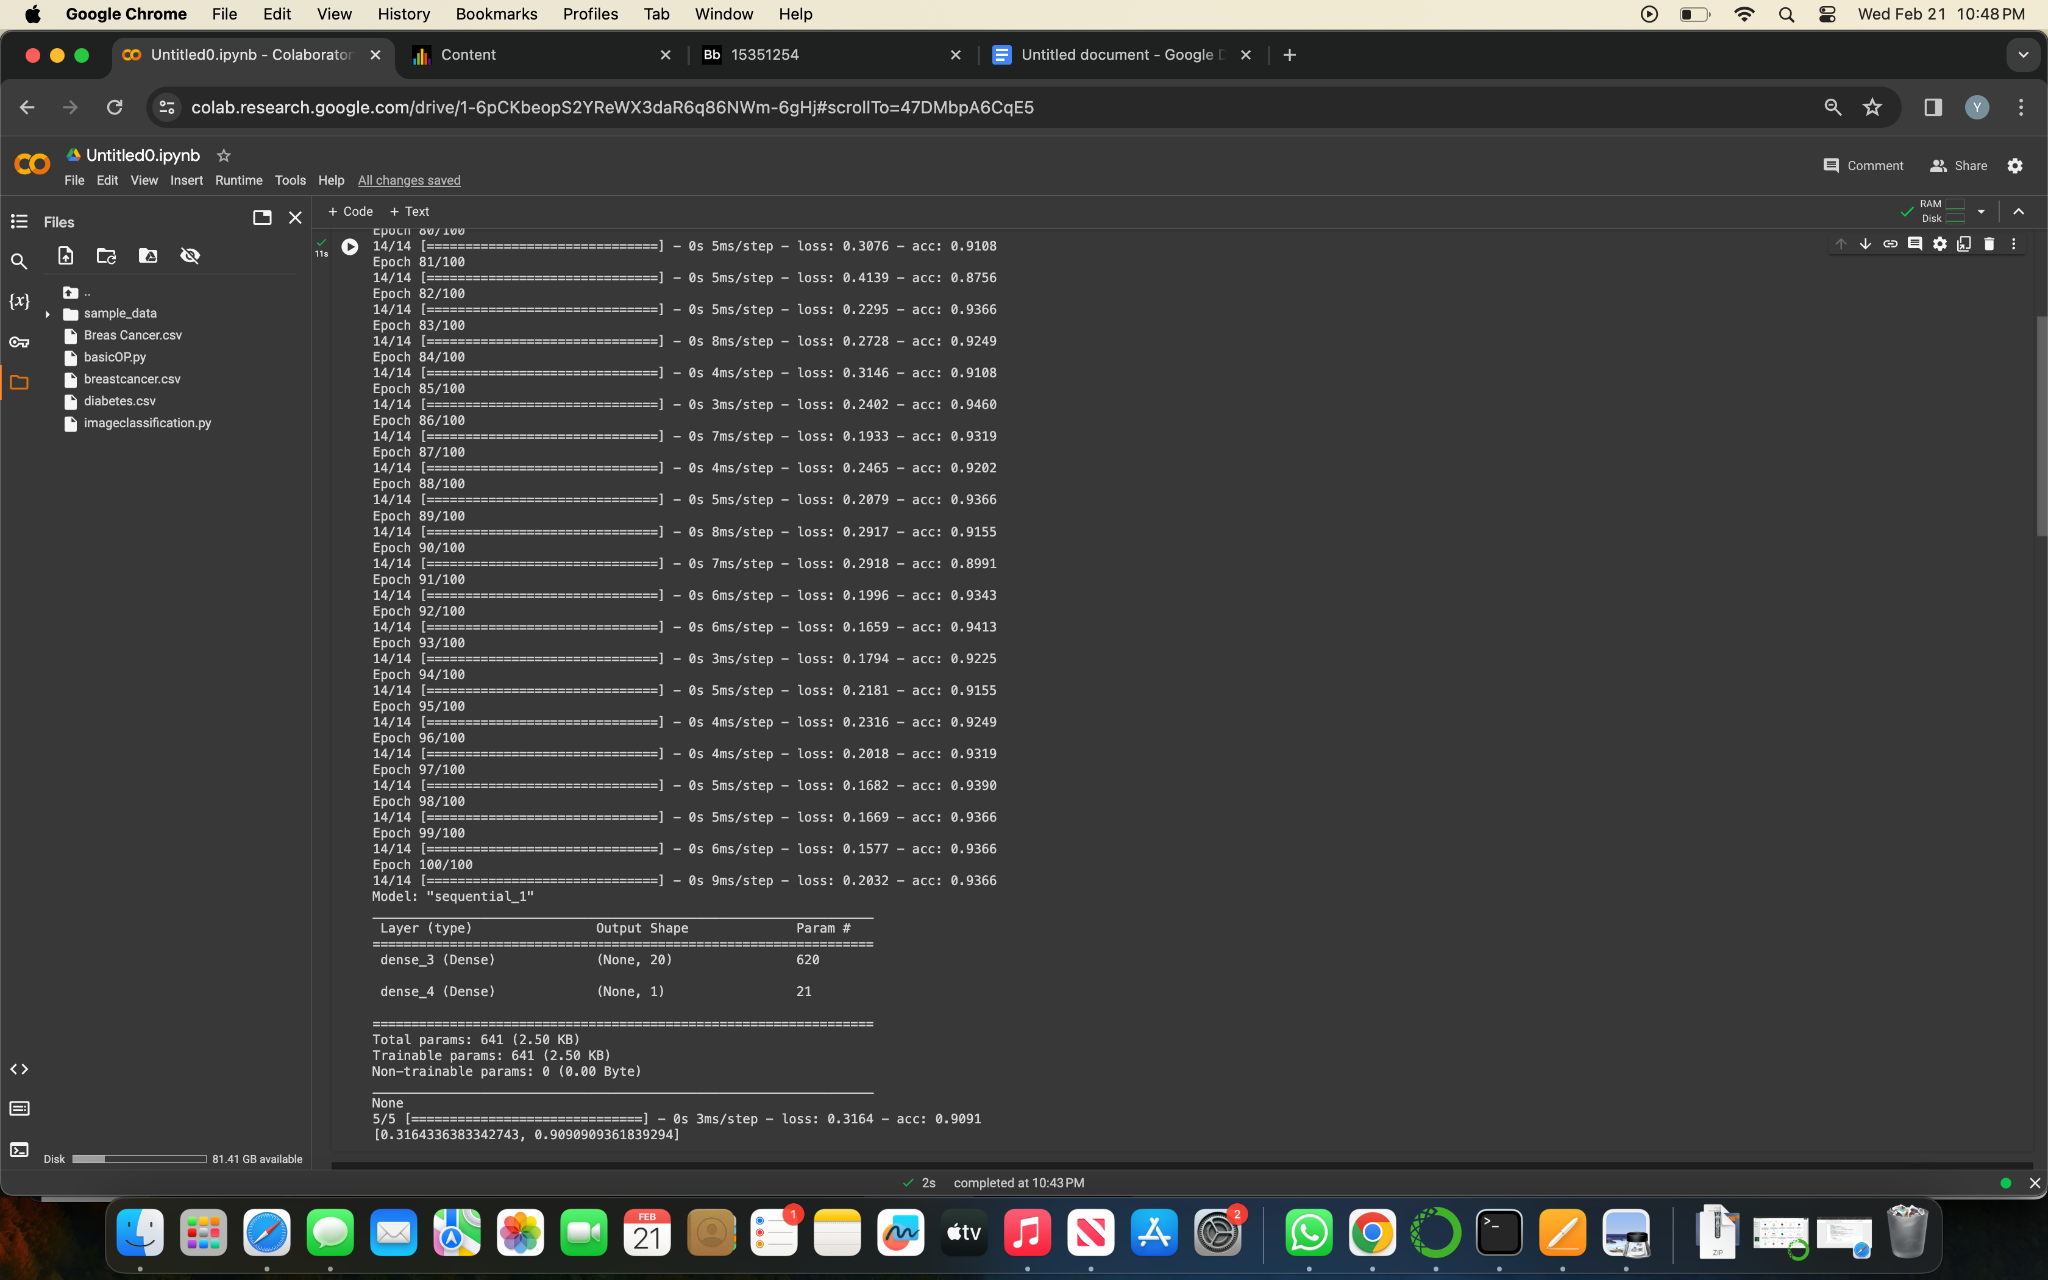 Google Chrome File Edit View History Bookmarks Profiles Tab Window Help Wed Feb 21 10:48 PM
Untitled0.ipynb - Colaborator Content Bb 15351254 Untitled document - Google D
colab.research.google.com/drive/1-6pCKbeopS2YReWX3daR6q86NWm-6gHj#scrollTo=47DMbpA6CqE5 Y
Untitled0.ipynb
File Edit View Insert Runtime Tools Help All changes saved
Comment Share
Files
+ Code + Text
RAM
Disk
..
sample_data
Breas Cancer.csv
basicOP.py
breastcancer.csv
diabetes.csv
imageclassification.py
{x}
Disk 81.41 GB available
11s
Epoch 80/100
14/14 [==============================] - 0s 5ms/step - loss: 0.3076 - acc: 0.9108
Epoch 81/100
14/14 [==============================] - 0s 5ms/step - loss: 0.4139 - acc: 0.8756
Epoch 82/100
14/14 [==============================] - 0s 5ms/step - loss: 0.2295 - acc: 0.9366
Epoch 83/100
14/14 [==============================] - 0s 8ms/step - loss: 0.2728 - acc: 0.9249
Epoch 84/100
14/14 [==============================] - 0s 4ms/step - loss: 0.3146 - acc: 0.9108
Epoch 85/100
14/14 [==============================] - 0s 3ms/step - loss: 0.2402 - acc: 0.9460
Epoch 86/100
14/14 [==============================] - 0s 7ms/step - loss: 0.1933 - acc: 0.9319
Epoch 87/100
14/14 [==============================] - 0s 4ms/step - loss: 0.2465 - acc: 0.9202
Epoch 88/100
14/14 [==============================] - 0s 5ms/step - loss: 0.2079 - acc: 0.9366
Epoch 89/100
14/14 [==============================] - 0s 8ms/step - loss: 0.2917 - acc: 0.9155
Epoch 90/100
14/14 [==============================] - 0s 7ms/step - loss: 0.2918 - acc: 0.8991
Epoch 91/100
14/14 [==============================] - 0s 6ms/step - loss: 0.1996 - acc: 0.9343
Epoch 92/100
14/14 [==============================] - 0s 6ms/step - loss: 0.1659 - acc: 0.9413
Epoch 93/100
14/14 [==============================] - 0s 3ms/step - loss: 0.1794 - acc: 0.9225
Epoch 94/100
14/14 [==============================] - 0s 5ms/step - loss: 0.2181 - acc: 0.9155
Epoch 95/100
14/14 [==============================] - 0s 4ms/step - loss: 0.2316 - acc: 0.9249
Epoch 96/100
14/14 [==============================] - 0s 4ms/step - loss: 0.2018 - acc: 0.9319
Epoch 97/100
14/14 [==============================] - 0s 5ms/step - loss: 0.1682 - acc: 0.9390
Epoch 98/100
14/14 [==============================] - 0s 5ms/step - loss: 0.1669 - acc: 0.9366
Epoch 99/100
14/14 [==============================] - 0s 6ms/step - loss: 0.1577 - acc: 0.9366
Epoch 100/100
14/14 [==============================] - 0s 9ms/step - loss: 0.2032 - acc: 0.9366
Model: "sequential_1"
Layer (type) Output Shape Param #
=================================================================
dense_3 (Dense) (None, 20) 620
dense_4 (Dense) (None, 1) 21
=================================================================
Total params: 641 (2.50 KB)
Trainable params: 641 (2.50 KB)
Non-trainable params: 0 (0.00 Byte)
None
5/5 [==============================] - 0s 3ms/step - loss: 0.3164 - acc: 0.9091
[0.3164336383342743, 0.9090909361839294]
2s completed at 10:43 PM
FEB
21
1
tv
2
ZIP